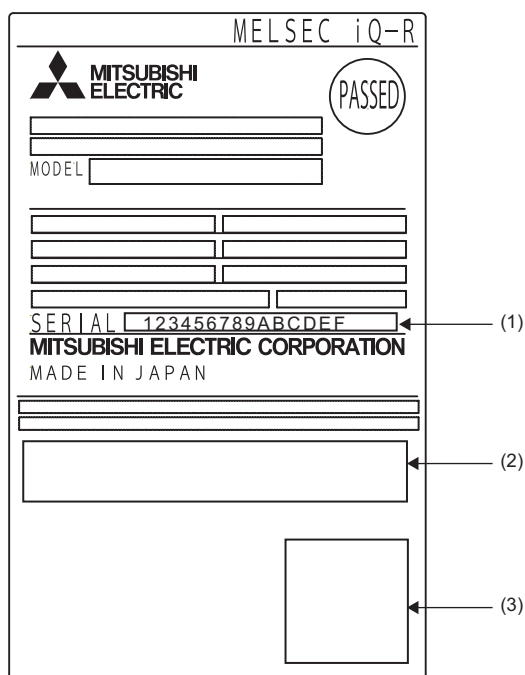 MELSEC iQ-R
MITSUBISHI
ELECTRIC
PASSED
MODEL
SERIAL 123456789ABCDEF
(1)
MITSUBISHI ELECTRIC CORPORATION
MADE IN JAPAN
(2)
(3)